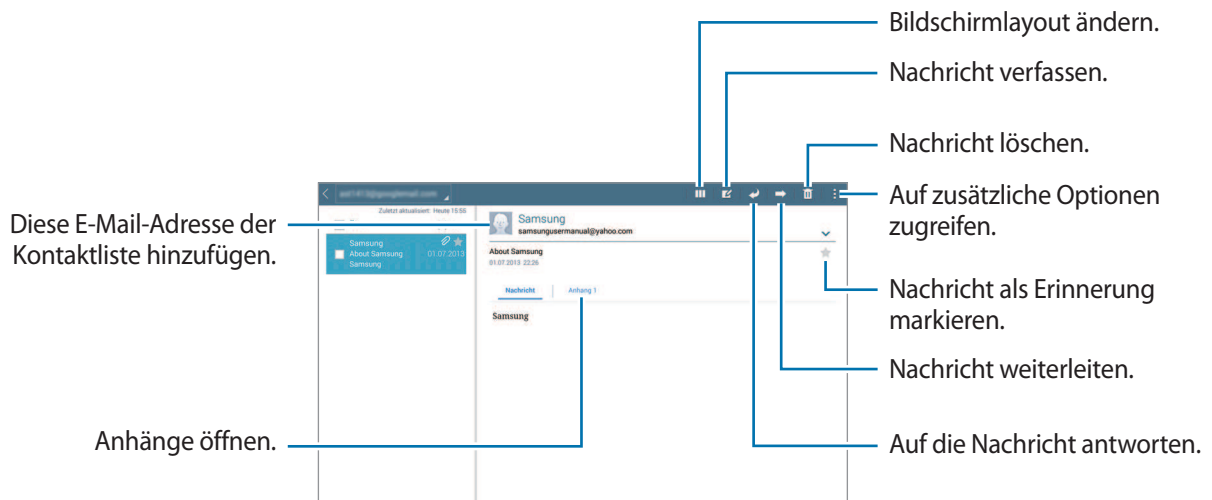 Bildschirmlayout ändern.
Nachricht verfassen.
Nachricht löschen.
Auf zusätzliche Optionen
zugreifen.
Diese E-Mail-Adresse der
Kontaktliste hinzufügen.
Zuletzt aktualisiert: Heute 15:55
Samsung
About Samsung 01.07.2013
Samsung
Samsung
samsungusermanual@yahoo.com
About Samsung
01.07.2013 22:26
Nachricht
Anhang 1
Samsung
Nachricht als Erinnerung
markieren.
Nachricht weiterleiten.
Anhänge öffnen.
Auf die Nachricht antworten.